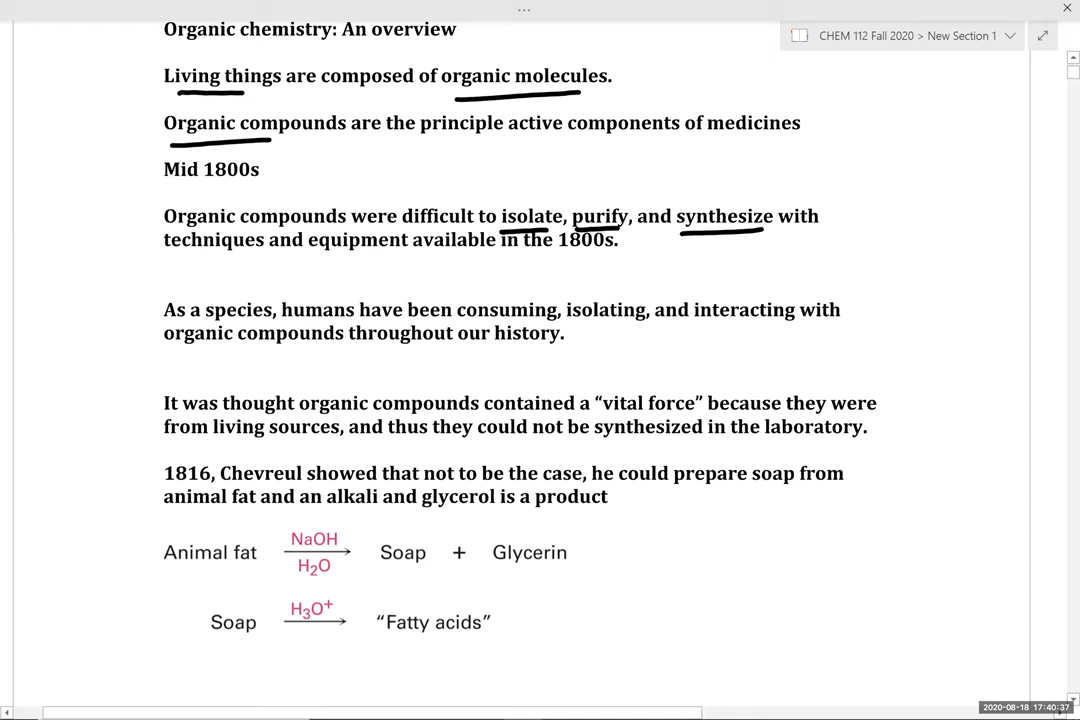 Organic chemistry: An overview
CHEM 112 Fall 2020 > New Section 1
Living things are composed of organic molecules.
Organic compounds are the principle active components of medicines
Mid 1800s
Organic compounds were difficult to isolate, purify, and synthesize with
techniques and equipment available in the 1800s.
As a species, humans have been consuming, isolating, and interacting with
organic compounds throughout our history.
It was thought organic compounds contained a “vital force” because they were
from living sources, and thus they could not be synthesized in the laboratory.
1816, Chevreul showed that not to be the case, he could prepare soap from
animal fat and an alkali and glycerol is a product
NaOH
Animal fat Soap + Glycerin
H₂O
H₃O⁺
Soap “Fatty acids”
2020-08-18 17:40:37